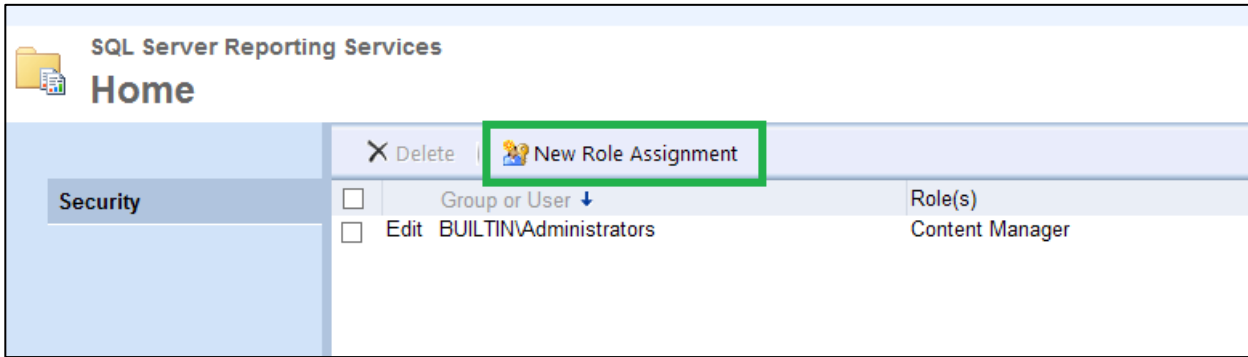 SQL Server Reporting Services
Home
Delete | New Role Assignment
Security
Group or User Role(s)
Edit BUILTIN\Administrators Content Manager